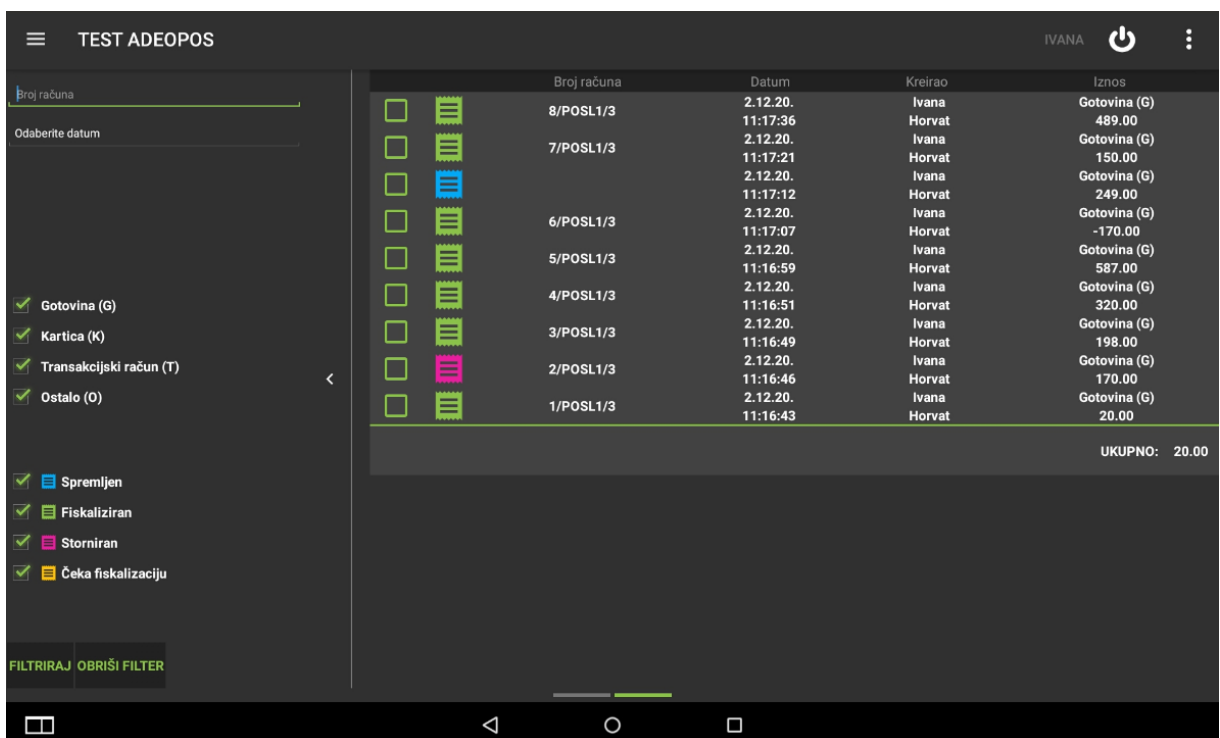 TEST ADEOPOS
IVANA
Broj računa
Odaberite datum
Gotovina (G)
Kartica (K)
Transakcijski račun (T)
Ostalo (O)
Spremljen
Fiskaliziran
Storniran
Čeka fiskalizaciju
FILTRIRAJ OBRIŠI FILTER
Broj računa Datum Kreirao Iznos
8/POSL1/3 2.12.20. 11:17:36 Ivana Horvat Gotovina (G) 489.00
7/POSL1/3 2.12.20. 11:17:21 Ivana Horvat Gotovina (G) 150.00
2.12.20. 11:17:12 Ivana Horvat Gotovina (G) 249.00
6/POSL1/3 2.12.20. 11:17:07 Ivana Horvat Gotovina (G) -170.00
5/POSL1/3 2.12.20. 11:16:59 Ivana Horvat Gotovina (G) 587.00
4/POSL1/3 2.12.20. 11:16:51 Ivana Horvat Gotovina (G) 320.00
3/POSL1/3 2.12.20. 11:16:49 Ivana Horvat Gotovina (G) 198.00
2/POSL1/3 2.12.20. 11:16:46 Ivana Horvat Gotovina (G) 170.00
1/POSL1/3 2.12.20. 11:16:43 Ivana Horvat Gotovina (G) 20.00
UKUPNO: 20.00